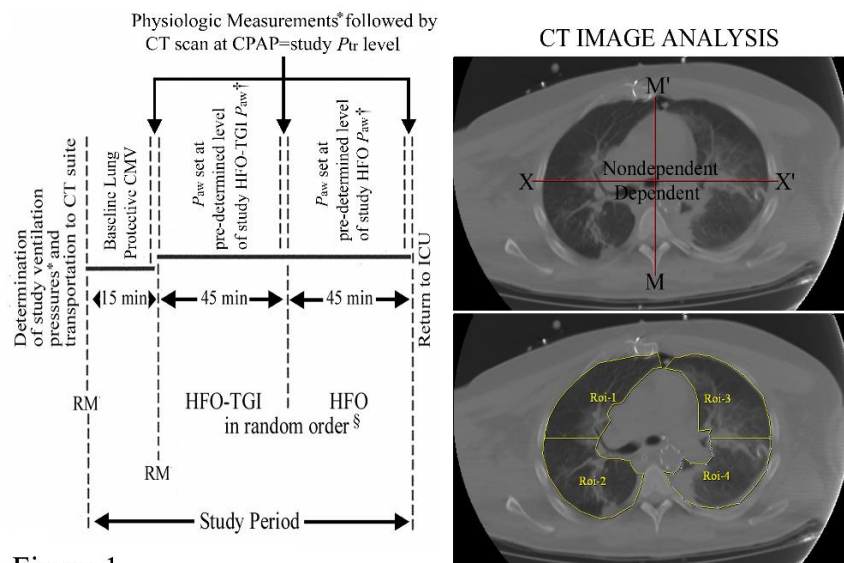 Physiologic Measurements* followed by
CT scan at CPAP=study Ptr level
Determination
of study ventilation
pressures* and
transportation to CT suite
Baseline Lung
Protective CMV
Paw set at
pre-determined level
of study HFO-TGI Paw†
Paw set at
pre-determined level
of study HFO Paw†
Return to ICU
15 min
45 min
45 min
RM
HFO-TGI
HFO
in random order §
RM
Study Period
CT IMAGE ANALYSIS
M'
Nondependent
X
X'
Dependent
M
Roi-1
Roi-3
Roi-2
Roi-4